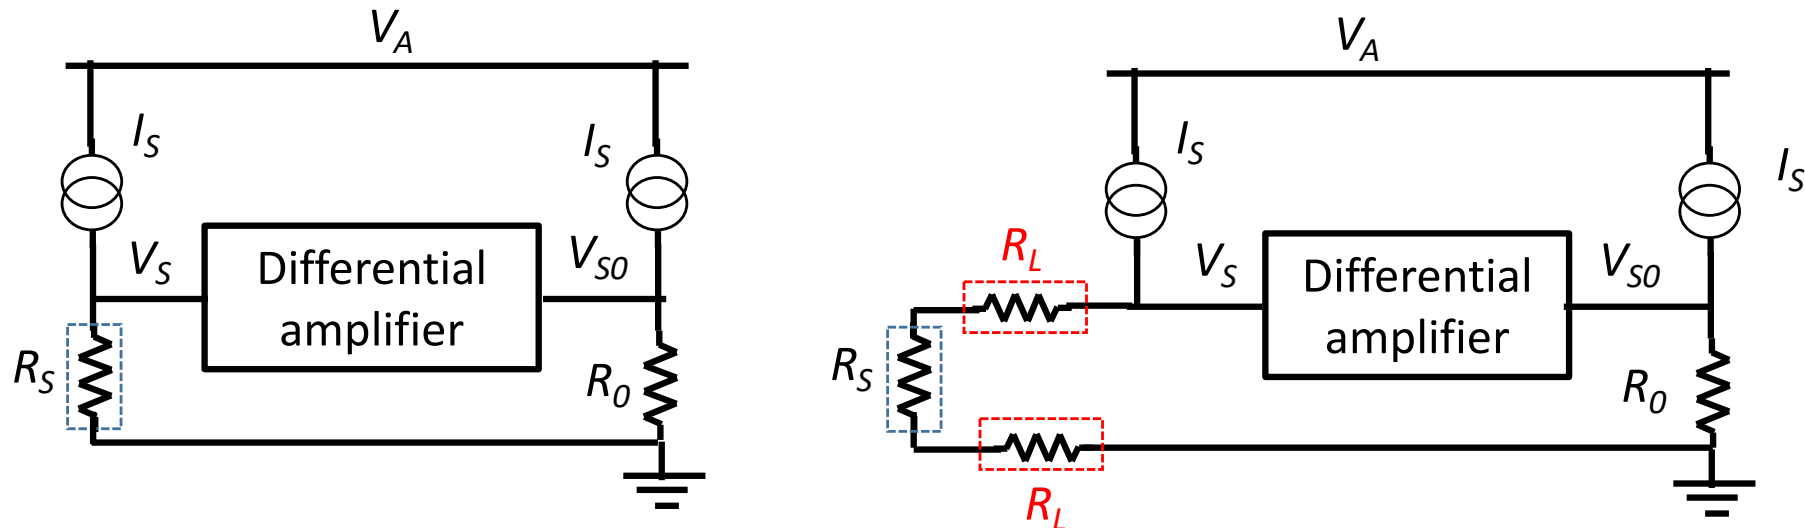 V_A
I_S
I_S
V_S
Differential
amplifier
V_S0
R_S
R_0
V_A
I_S
I_S
R_L
V_S
Differential
amplifier
V_S0
R_S
R_0
R_L